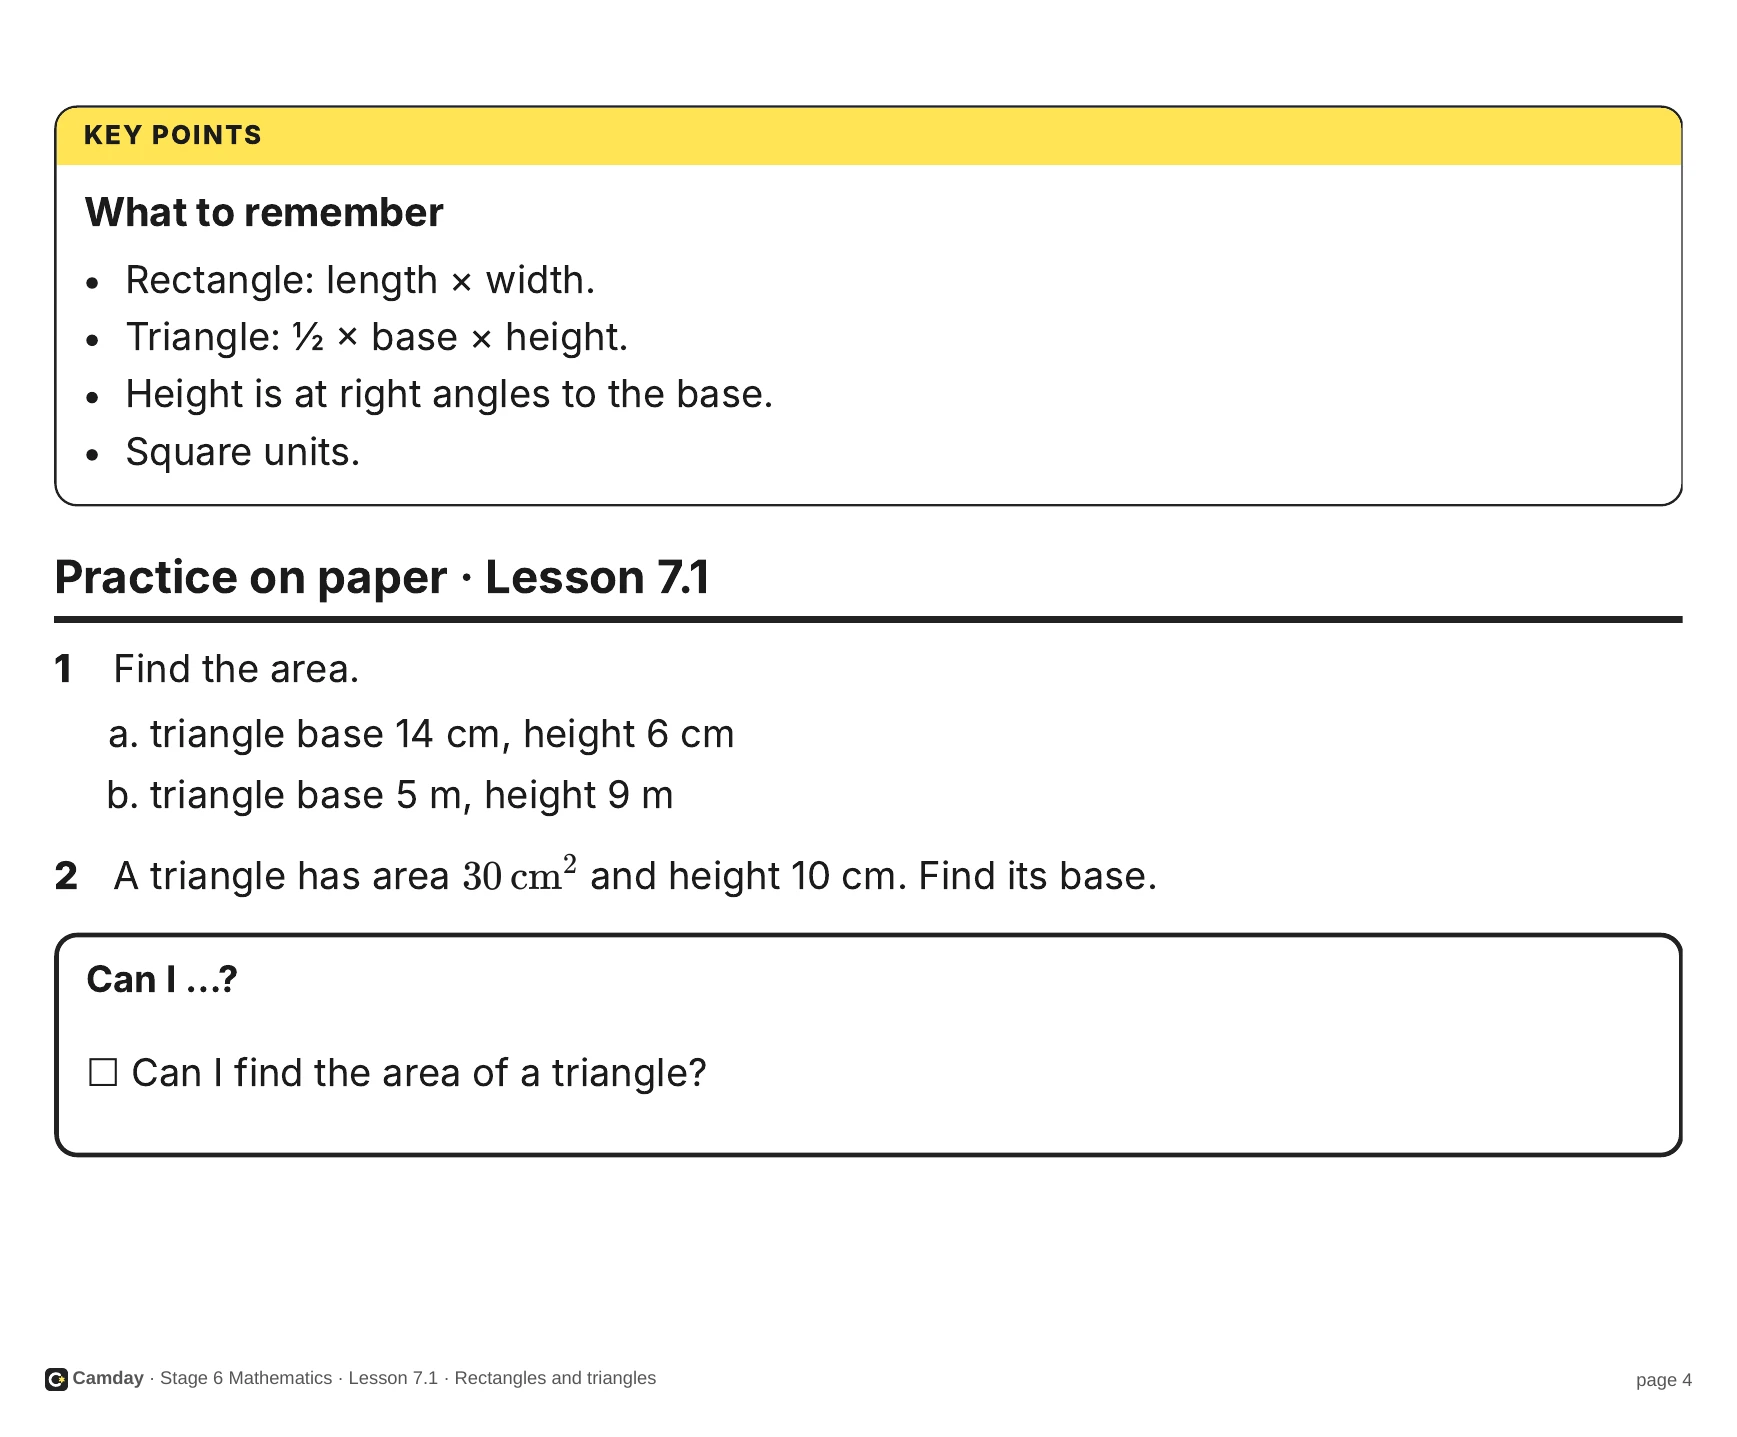 KEY POINTS
What to remember
• Rectangle: length × width.
• Triangle: ½ × base × height.
• Height is at right angles to the base.
• Square units.
Practice on paper · Lesson 7.1
1 Find the area.
a. triangle base 14 cm, height 6 cm
b. triangle base 5 m, height 9 m
2 A triangle has area 30 cm² and height 10 cm. Find its base.
Can I …?
☐ Can I find the area of a triangle?
Camday · Stage 6 Mathematics · Lesson 7.1 · Rectangles and triangles
page 4